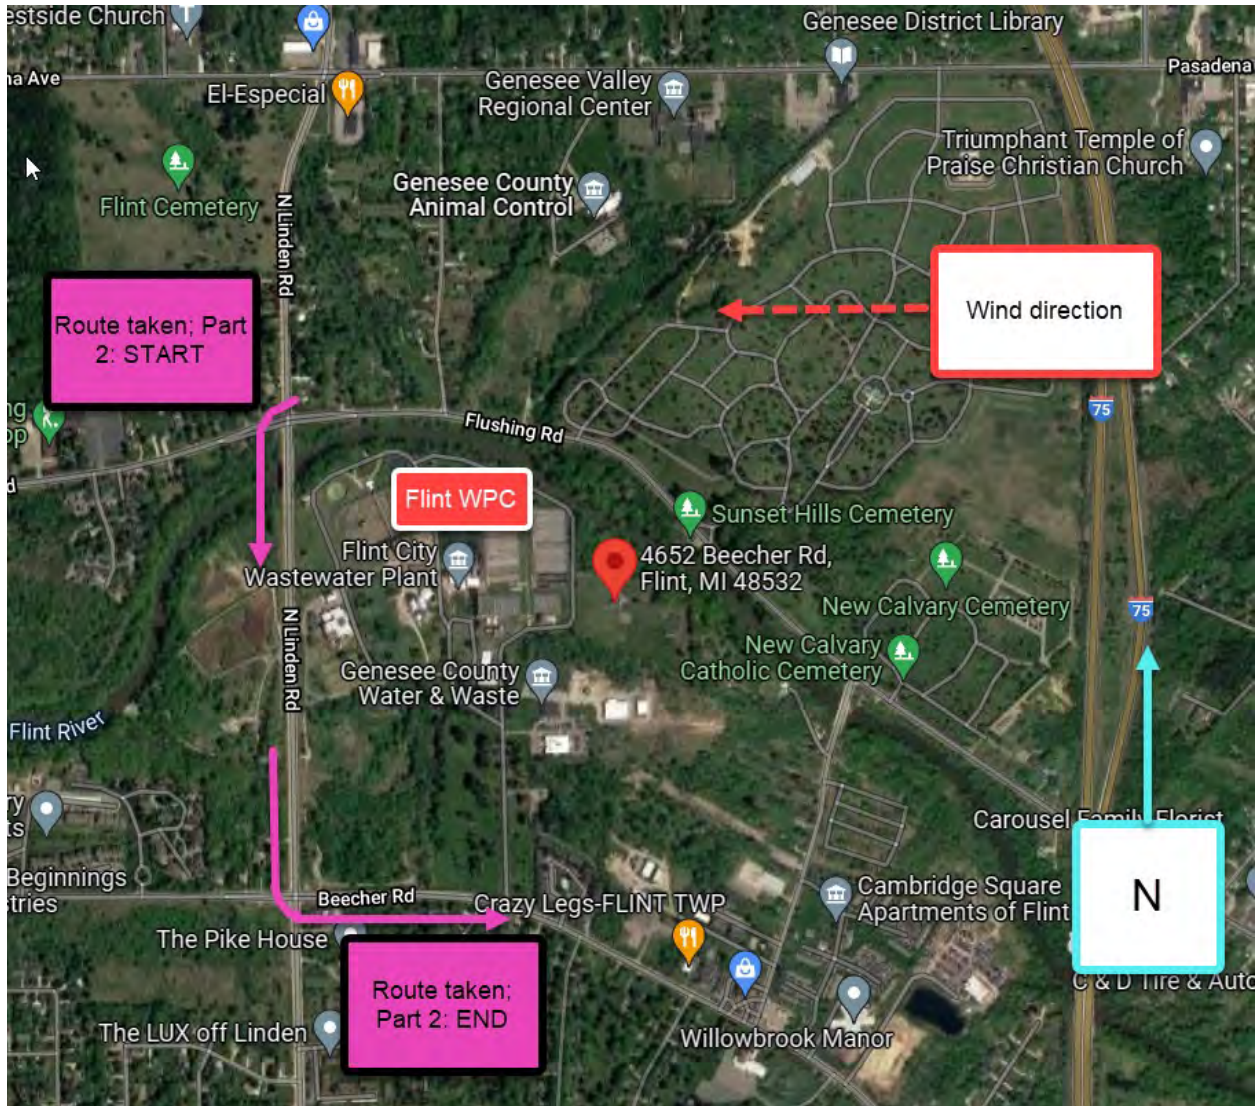 estside Church
Genesee District Library
na Ave
El-Especial
Genesee Valley
Regional Center
Pasadena
Triumphant Temple of
Praise Christian Church
Flint Cemetery
Genesee County
Animal Control
N Linden Rd
Route taken; Part
2: START
Wind direction
75
ng
op
d
Flushing Rd
Flint WPC
Sunset Hills Cemetery
Flint City
Wastewater Plant
4652 Beecher Rd,
Flint, MI 48532
New Calvary Cemetery
75
N Linden Rd
New Calvary
Catholic Cemetery
Genesee County
Water & Waste
Flint River
ry
ts
Carousel Family Florist
N
Beginnings
stries
Beecher Rd
Crazy Legs-FLINT TWP
Cambridge Square
Apartments of Flint
The Pike House
C & D Tire & Auto
Route taken;
Part 2: END
The LUX off Linden
Willowbrook Manor